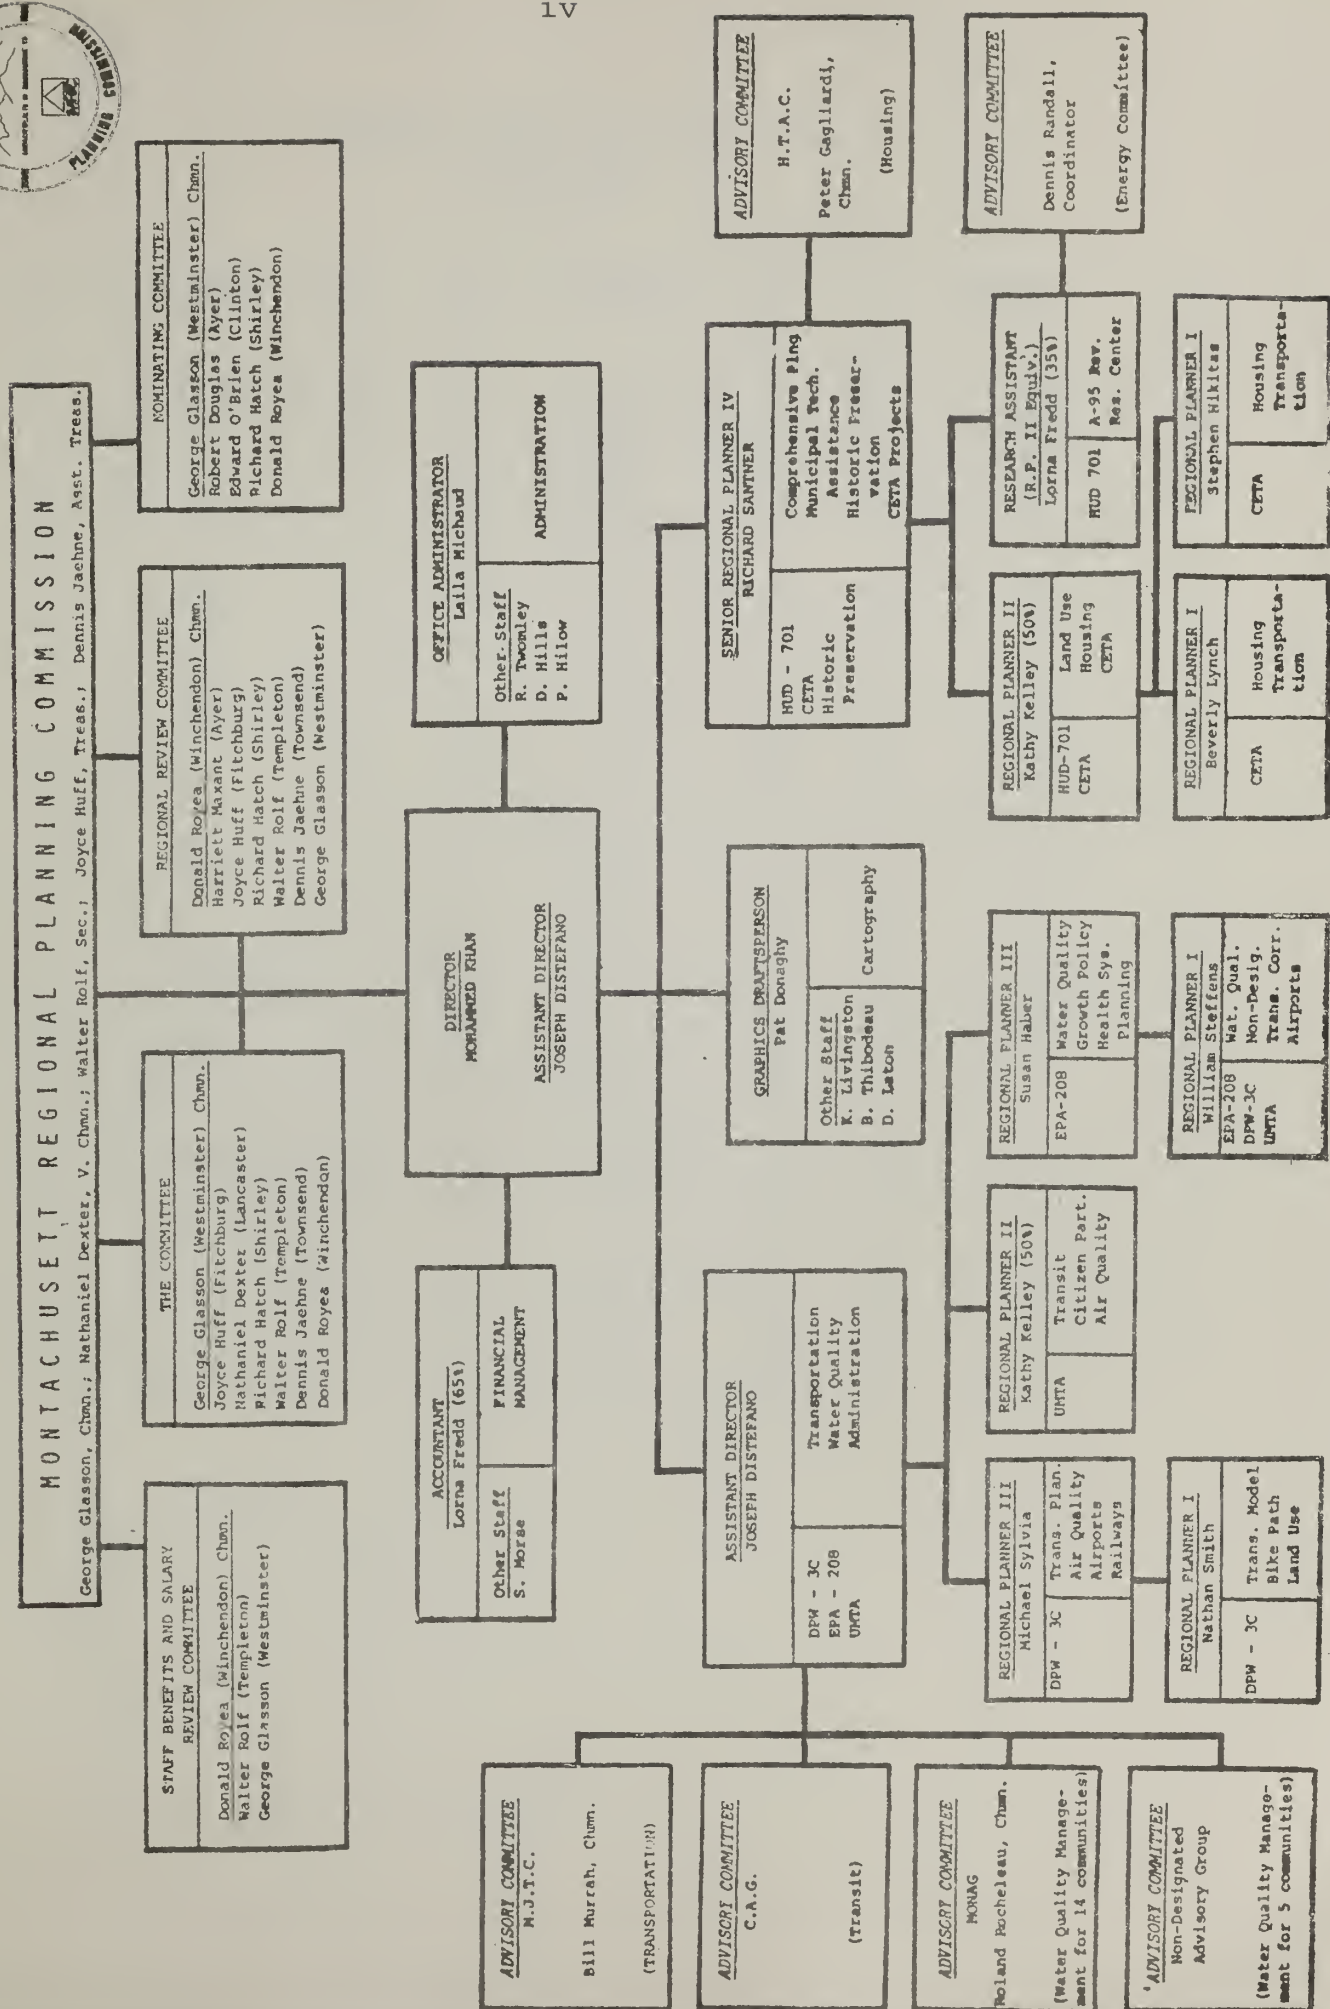 iv
PLANNING COMMISSION
MRPC
MONTACHUSETT REGIONAL PLANNING COMMISSION
George Glasson, Chmn.; Nathaniel Dexter, V. Chmn.; Walter Rolf, Sec.; Joyce Huff, Treas.; Dennis Jaehne, Asst. Treas.
STAFF BENEFITS AND SALARY
REVIEW COMMITTEE
Donald Royea (Winchendon) Chmn.
Walter Rolf (Templeton)
George Glasson (Westminster)
THE COMMITTEE
George Glasson (Westminster) Chmn.
Joyce Huff (Fitchburg)
Nathaniel Dexter (Lancaster)
Richard Hatch (Shirley)
Walter Rolf (Templeton)
Dennis Jaehne (Townsend)
Donald Royea (Winchendon)
REGIONAL REVIEW COMMITTEE
Donald Royea (Winchendon) Chmn.
Harriett Maxant (Ayer)
Joyce Huff (Fitchburg)
Richard Hatch (Shirley)
Walter Rolf (Templeton)
Dennis Jaehne (Townsend)
George Glasson (Westminster)
NOMINATING COMMITTEE
George Glasson (Westminster) Chmn.
Robert Douglas (Ayer)
Edward O'Brien (Clinton)
Richard Hatch (Shirley)
Donald Royea (Winchendon)
ACCOUNTANT
Lorna Fredd (65%)
Other Staff
S. Morse
FINANCIAL
MANAGEMENT
DIRECTOR
MOHAMMED KHAN
ASSISTANT DIRECTOR
JOSEPH DISTEFANO
OFFICE ADMINISTRATOR
Laila Michaud
Other Staff
R. Twomley
D. Hills
P. Hilow
ADMINISTRATION
ADVISORY COMMITTEE
M.J.T.C.
Bill Murrah, Chmn.
(TRANSPORTATION)
ADVISORY COMMITTEE
C.A.G.
(Transit)
ADVISORY COMMITTEE
MONAG
Roland Rocheleau, Chmn.
(Water Quality Manage-
ment for 14 communities)
ADVISORY COMMITTEE
Non-Designated
Advisory Group
(Water Quality Manage-
ment for 5 communities)
ASSISTANT DIRECTOR
JOSEPH DISTEFANO
DPW - 3C
EPA - 208
UMTA
Transportation
Water Quality
Administration
GRAPHICS DRAFTSPERSON
Pat Donaghy
Other Staff
K. Livingston
B. Thibodeau
D. Laton
Cartography
SENIOR REGIONAL PLANNER IV
RICHARD SANTNER
HUD - 701
CETA
Historic
Preservation
Comprehensive Plng
Municipal Tech.
Assistance
Historic Preser-
vation
CETA Projects
ADVISORY COMMITTEE
H.T.A.C.
Peter Gagliardi,
Chmn.
(Housing)
REGIONAL PLANNER III
Michael Sylvia
DPW - 3C
Trans. Plan.
Air Quality
Airports
Railways
REGIONAL PLANNER II
Kathy Kelley (50%)
UMTA
Transit
Citizen Part.
Air Quality
REGIONAL PLANNER III
Susan Haber
EPA-208
Water Quality
Growth Policy
Health Sys.
Planning
REGIONAL PLANNER II
Kathy Kelley (50%)
HUD-701
CETA
Land Use
Housing
CETA
RESEARCH ASSISTANT
(R.P. II Equiv.)
Lorna Fredd (35%)
HUD 701
A-95 Rev.
Res. Center
ADVISORY COMMITTEE
Dennis Randall,
Coordinator
(Energy Committee)
REGIONAL PLANNER I
Nathan Smith
DPW - 3C
Trans. Model
Bike Path
Land Use
REGIONAL PLANNER I
William Steffens
EPA-208
DPW-3C
UMTA
Wat. Qual.
Non-Desig.
Trans. Corr.
Airports
REGIONAL PLANNER I
Beverly Lynch
CETA
Housing
Transporta-
tion
REGIONAL PLANNER I
Stephen Hikitas
CETA
Housing
Transporta-
tion